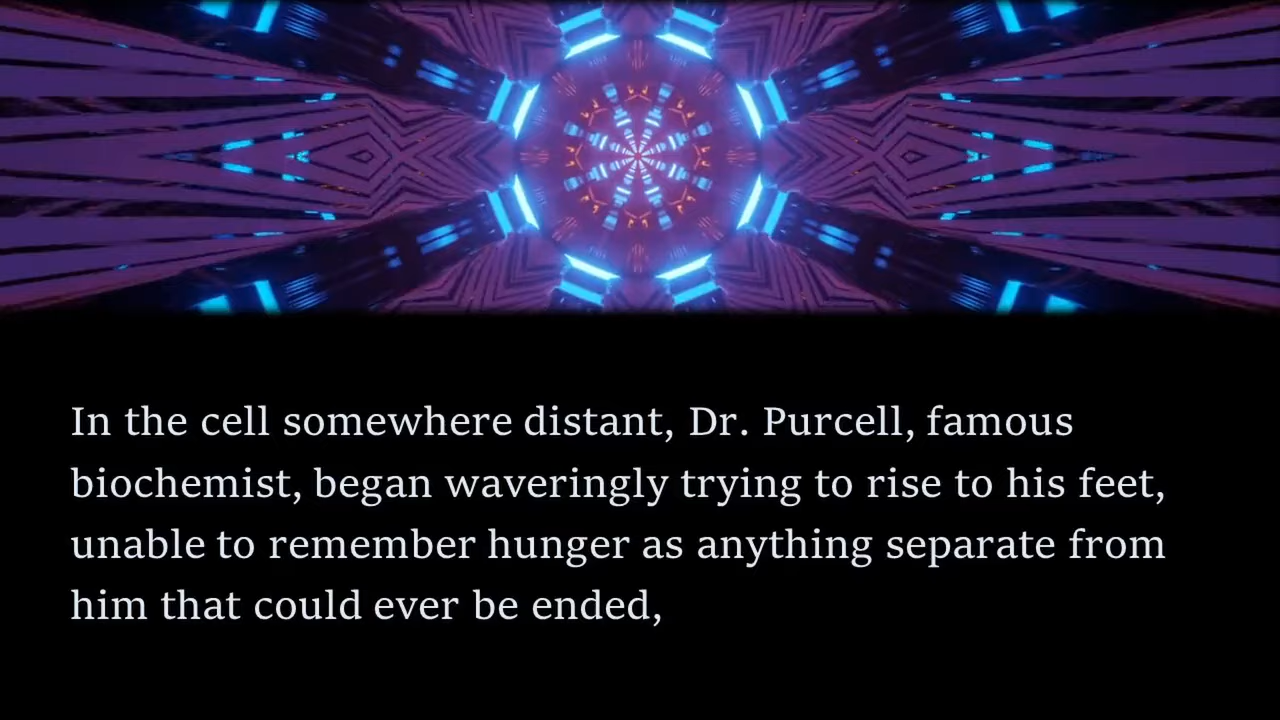 In the cell somewhere distant, Dr. Purcell, famous
biochemist, began waveringly trying to rise to his feet,
unable to remember hunger as anything separate from
him that could ever be ended,